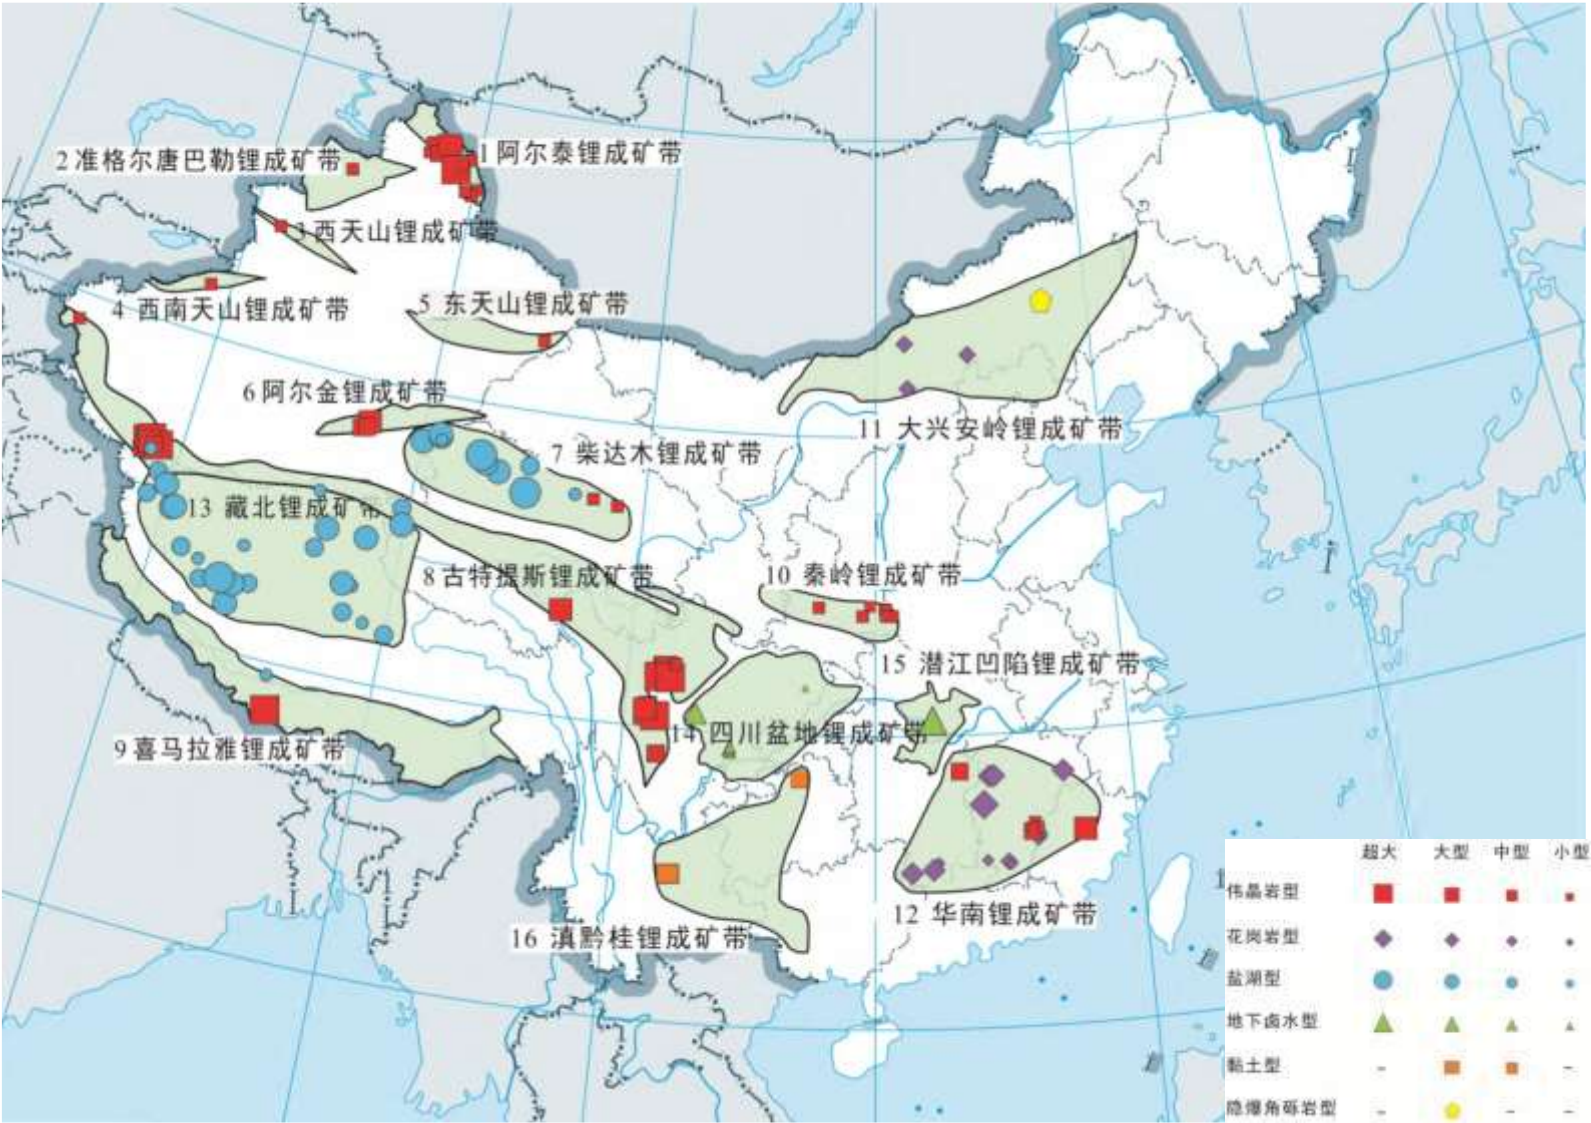 1 阿尔泰锂成矿带
2 准格尔唐巴勒锂成矿带
3 西天山锂成矿带
4 西南天山锂成矿带
5 东天山锂成矿带
6 阿尔金锂成矿带
7 柴达木锂成矿带
11 大兴安岭锂成矿带
13 藏北锂成矿带
8 古特提斯锂成矿带
10 秦岭锂成矿带
15 潜江凹陷锂成矿带
14 四川盆地锂成矿带
9 喜马拉雅锂成矿带
12 华南锂成矿带
16 滇黔桂锂成矿带
超大 大型 中型 小型
伟晶岩型
花岗岩型
盐湖型
地下卤水型
黏土型 – –
隐爆角砾岩型 – – –